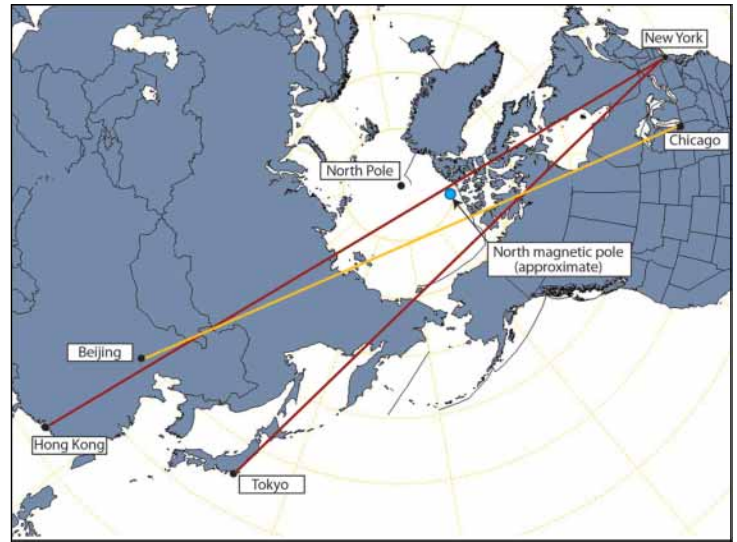 New York
Chicago
North Pole
North magnetic pole
(approximate)
Beijing
Hong Kong
Tokyo